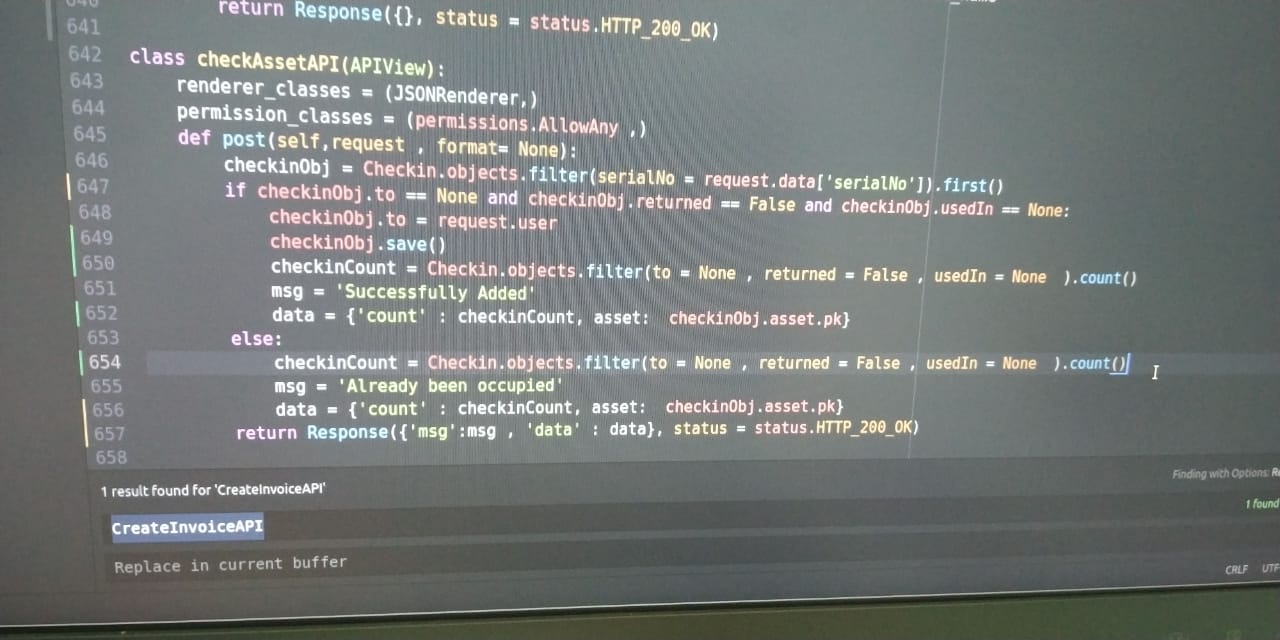 640 return Response({}, status = status.HTTP_200_OK)
641
642 class checkAssetAPI(APIView):
643 renderer_classes = (JSONRenderer,)
644 permission_classes = (permissions.AllowAny ,)
645 def post(self,request , format= None):
646 checkinObj = Checkin.objects.filter(serialNo = request.data['serialNo']).first()
647 if checkinObj.to == None and checkinObj.returned == False and checkinObj.usedIn == None:
648 checkinObj.to = request.user
649 checkinObj.save()
650 checkinCount = Checkin.objects.filter(to = None , returned = False , usedIn = None ).count()
651 msg = 'Successfully Added'
652 data = {'count' : checkinCount, asset: checkinObj.asset.pk}
653 else:
654 checkinCount = Checkin.objects.filter(to = None , returned = False , usedIn = None ).count()
655 msg = 'Already been occupied'
656 data = {'count' : checkinCount, asset: checkinObj.asset.pk}
657 return Response({'msg':msg , 'data' : data}, status = status.HTTP_200_OK)
658
1 result found for 'CreateInvoiceAPI'
Finding with Options:
CreateInvoiceAPI
1 found
Replace in current buffer
CRLF UTF